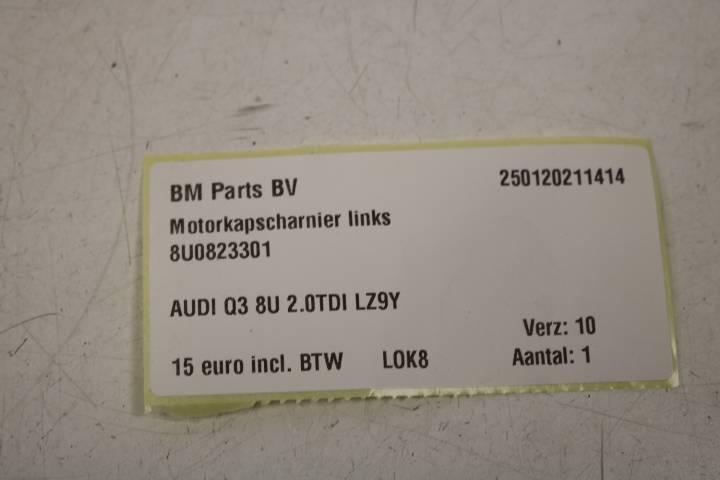 BM Parts BV 250120211414
Motorkapscharnier links
8U0823301
AUDI Q3 8U 2.0TDI LZ9Y
Verz: 10
15 euro incl. BTW LOK8 Aantal: 1